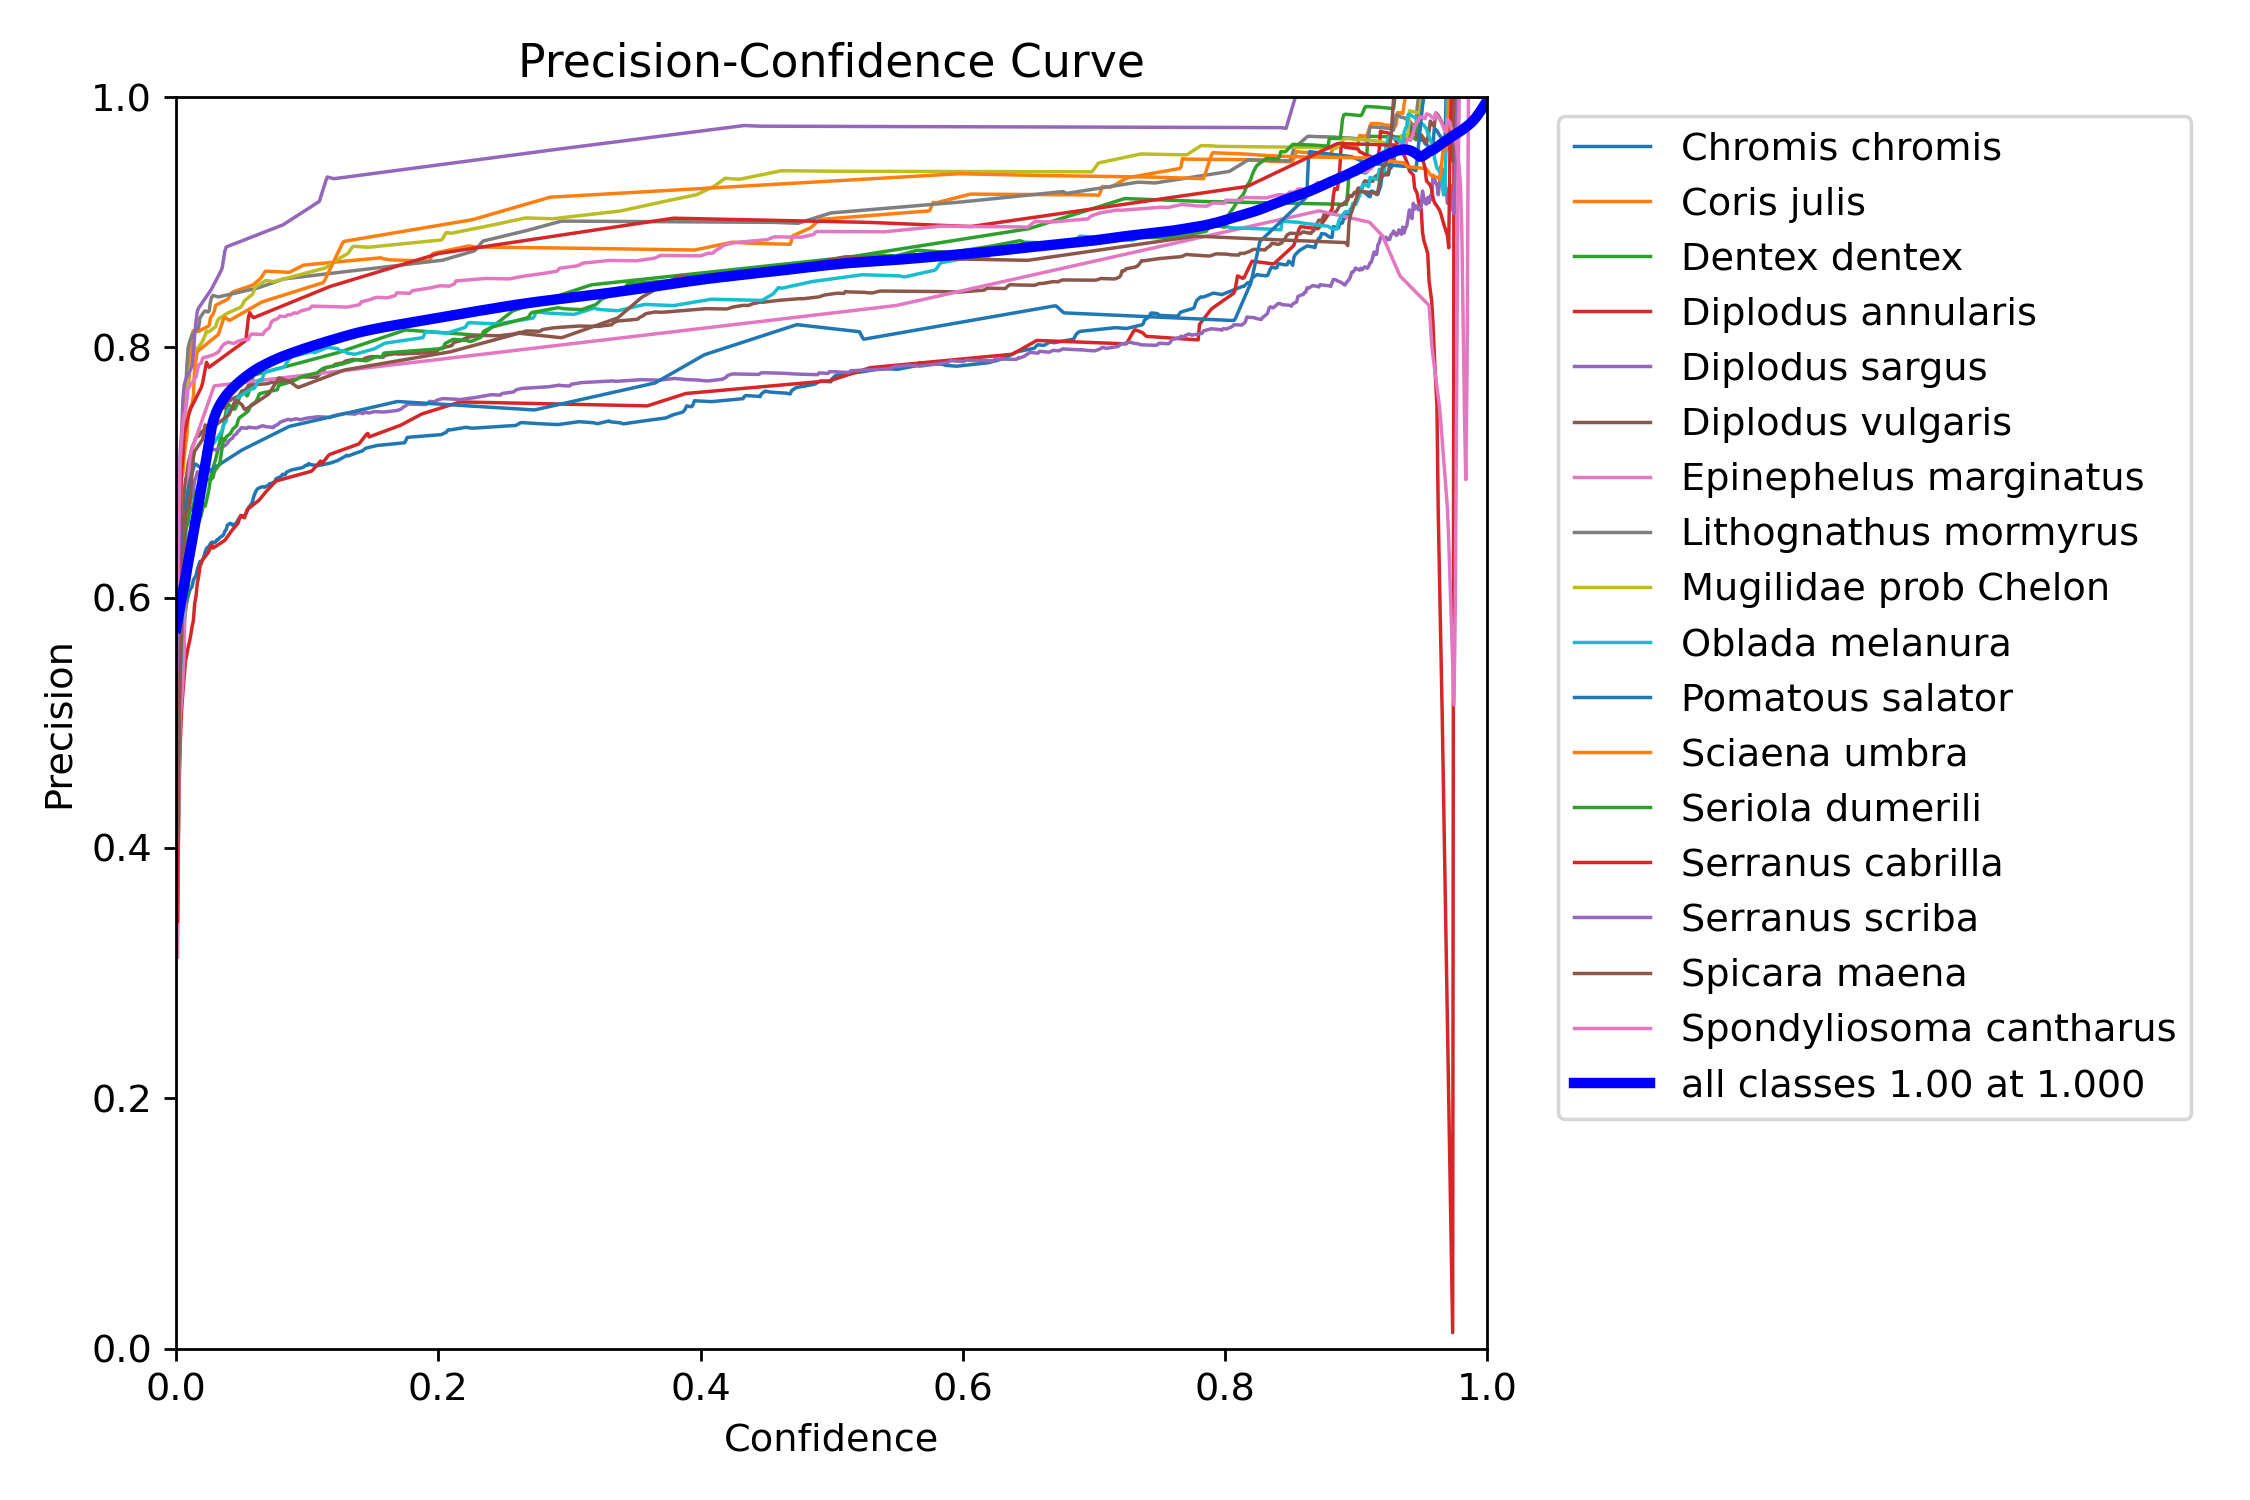 Precision-Confidence Curve
1.0
0.8
0.6
0.4
0.2
0.0
Precision
0.0 0.2 0.4 0.6 0.8 1.0
Confidence
Chromis chromis
Coris julis
Dentex dentex
Diplodus annularis
Diplodus sargus
Diplodus vulgaris
Epinephelus marginatus
Lithognathus mormyrus
Mugilidae prob Chelon
Oblada melanura
Pomatous salator
Sciaena umbra
Seriola dumerili
Serranus cabrilla
Serranus scriba
Spicara maena
Spondyliosoma cantharus
all classes 1.00 at 1.000